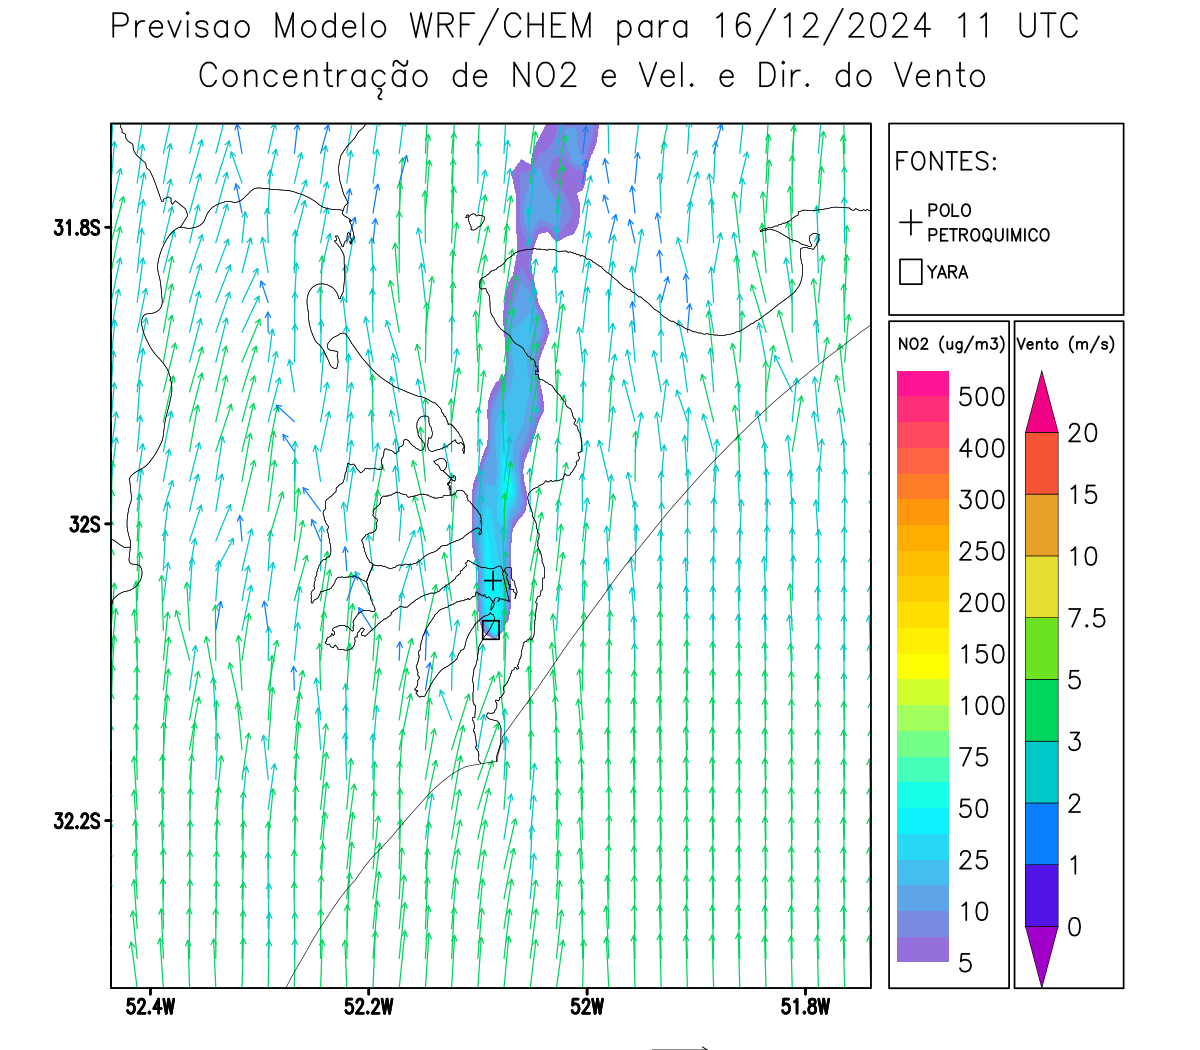 Previsao Modelo WRF/CHEM para 16/12/2024 11 UTC
Concentração de NO2 e Vel. e Dir. do Vento
FONTES:
POLO
PETROQUIMICO
YARA
31.8S
32S
32.2S
52.4W
52.2W
52W
51.8W
NO2 (ug/m3)
500
400
300
250
200
150
100
75
50
25
10
5
Vento (m/s)
20
15
10
7.5
5
3
2
1
0